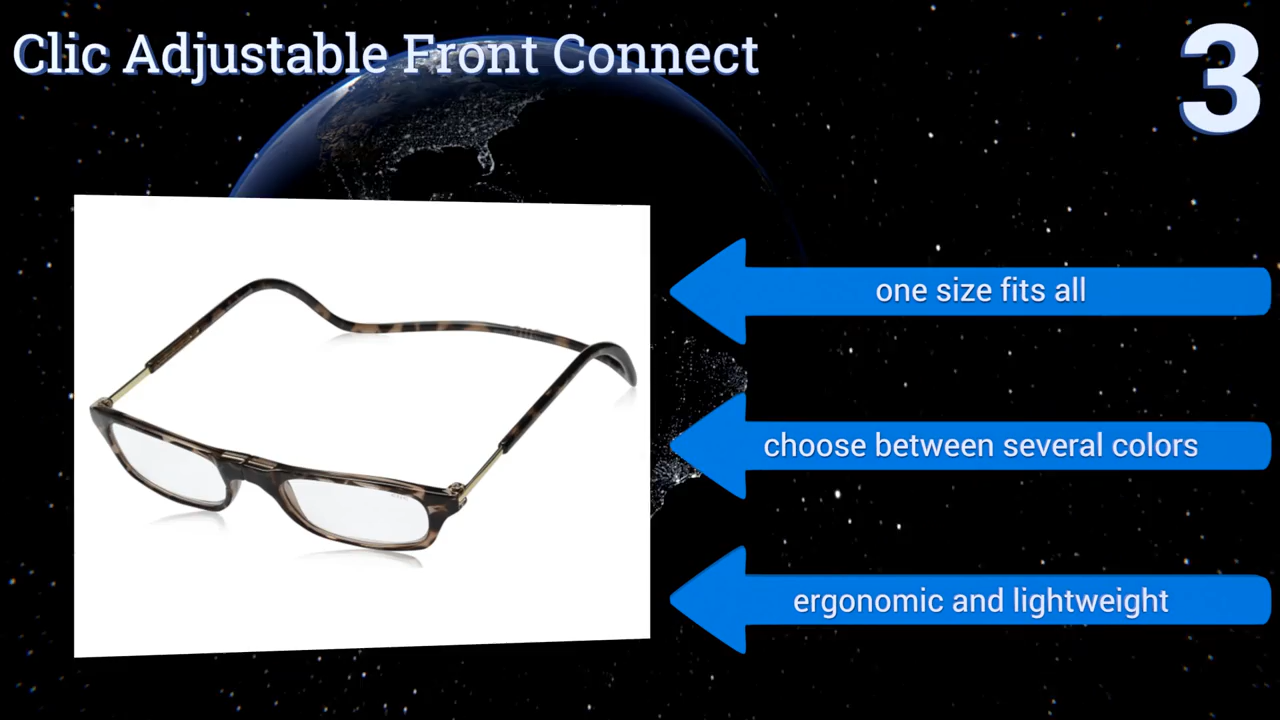 Clic Adjustable Front Connect
3
one size fits all
choose between several colors
ergonomic and lightweight